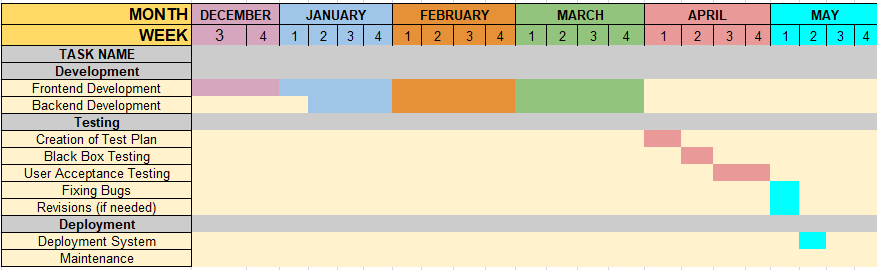 MONTH DECEMBER JANUARY FEBRUARY MARCH APRIL MAY
WEEK 3 4 1 2 3 4 1 2 3 4 1 2 3 4 1 2 3 4 1 2 3 4
TASK NAME
Development
Frontend Development
Backend Development
Testing
Creation of Test Plan
Black Box Testing
User Acceptance Testing
Fixing Bugs
Revisions (if needed)
Deployment
Deployment System
Maintenance